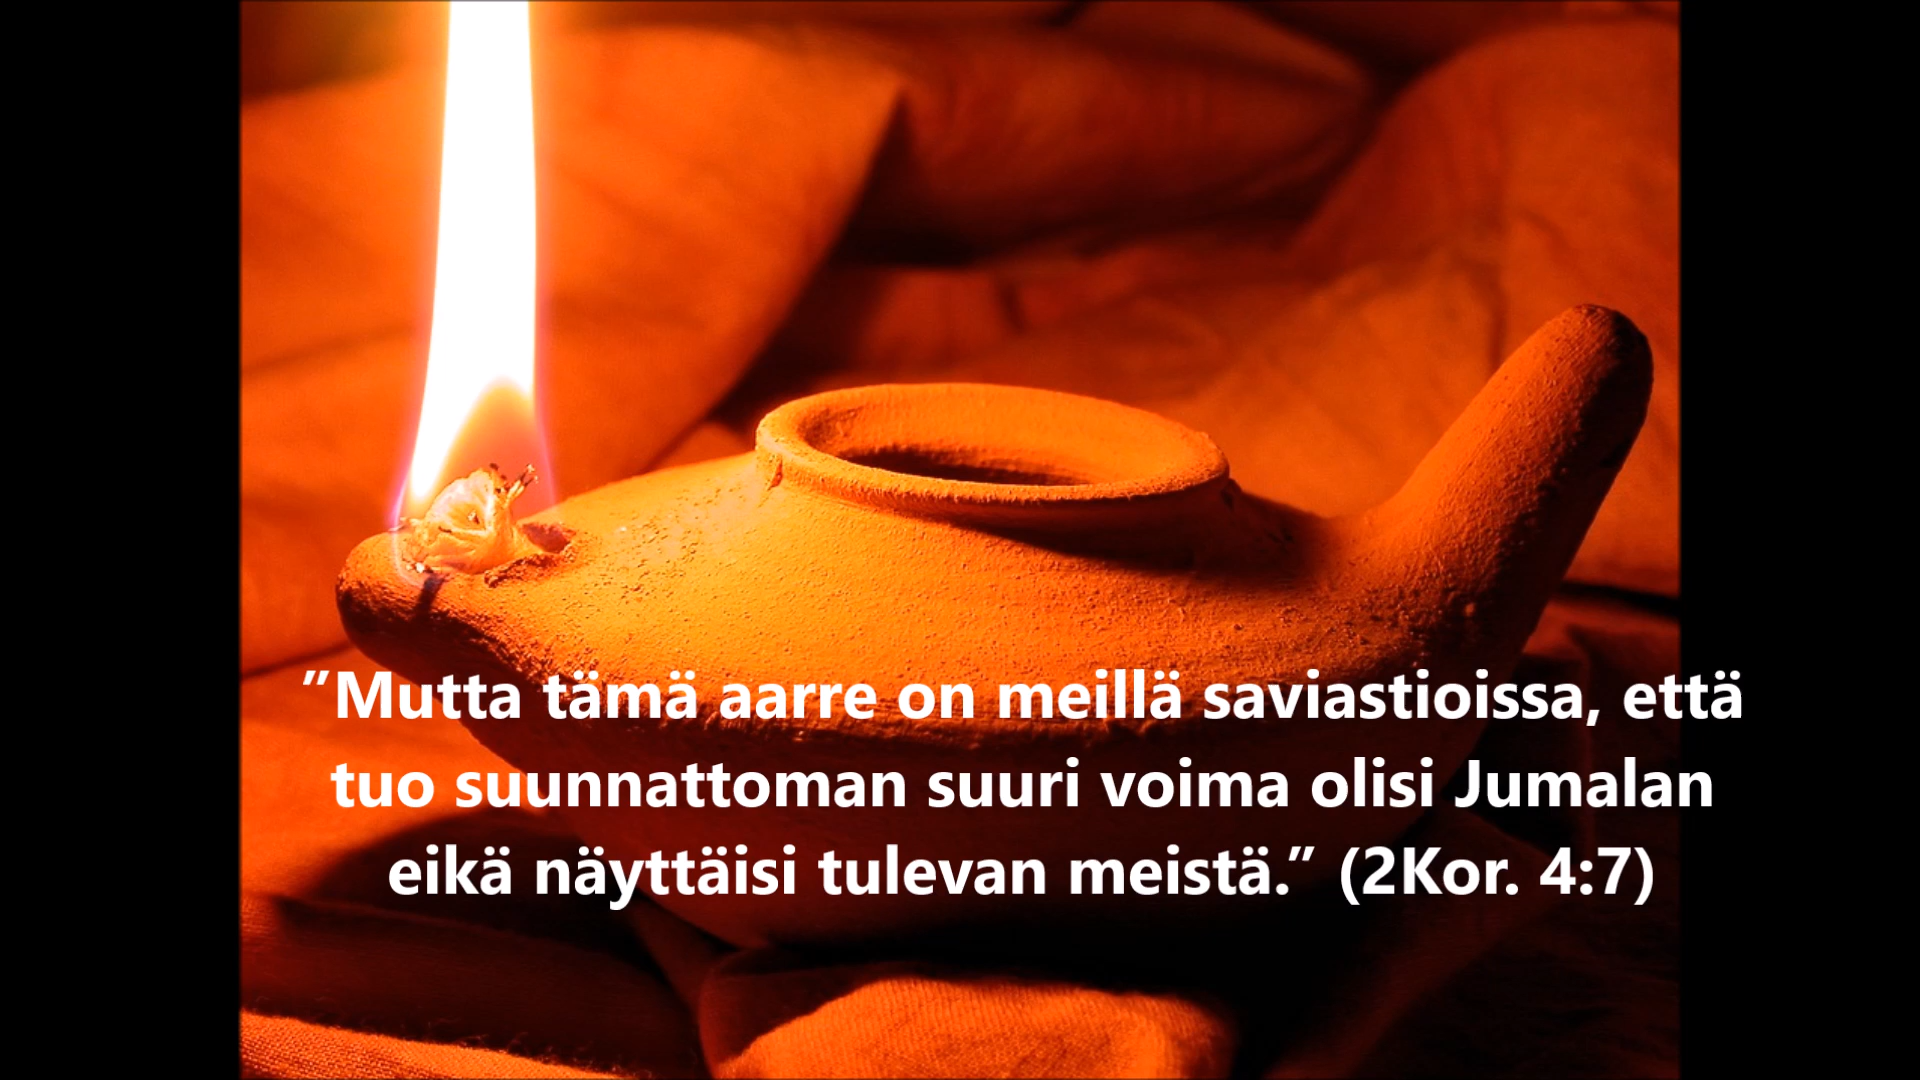 ”Mutta tämä aarre on meillä saviastioissa, että
tuo suunnattoman suuri voima olisi Jumalan
eikä näyttäisi tulevan meistä.” (2Kor. 4:7)